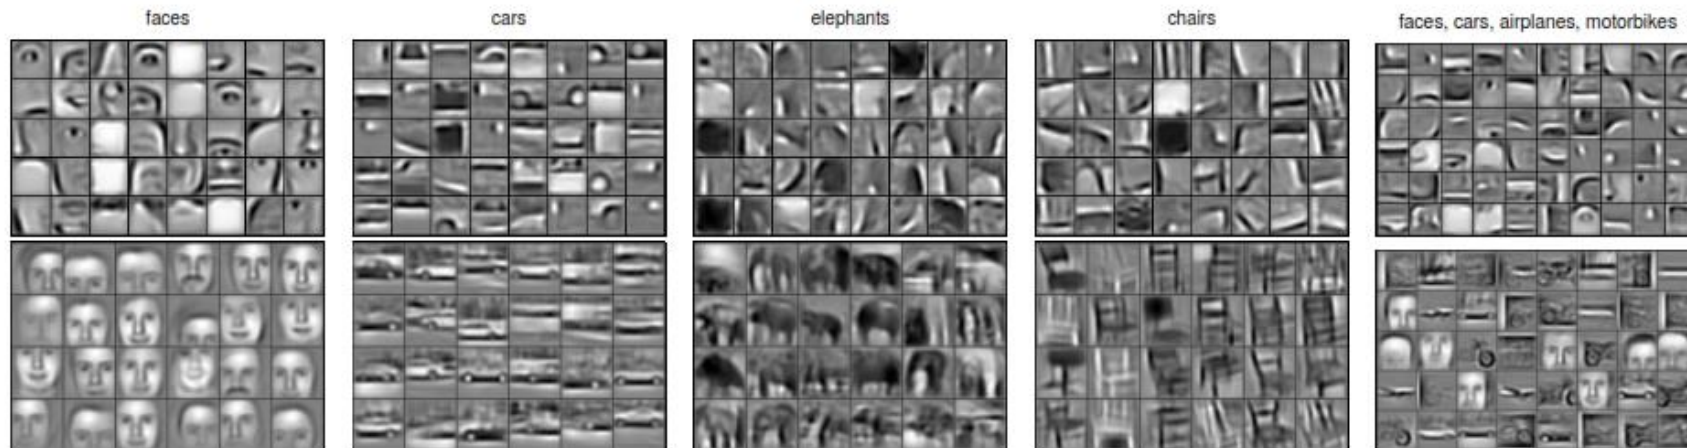 faces
cars
elephants
chairs
faces, cars, airplanes, motorbikes